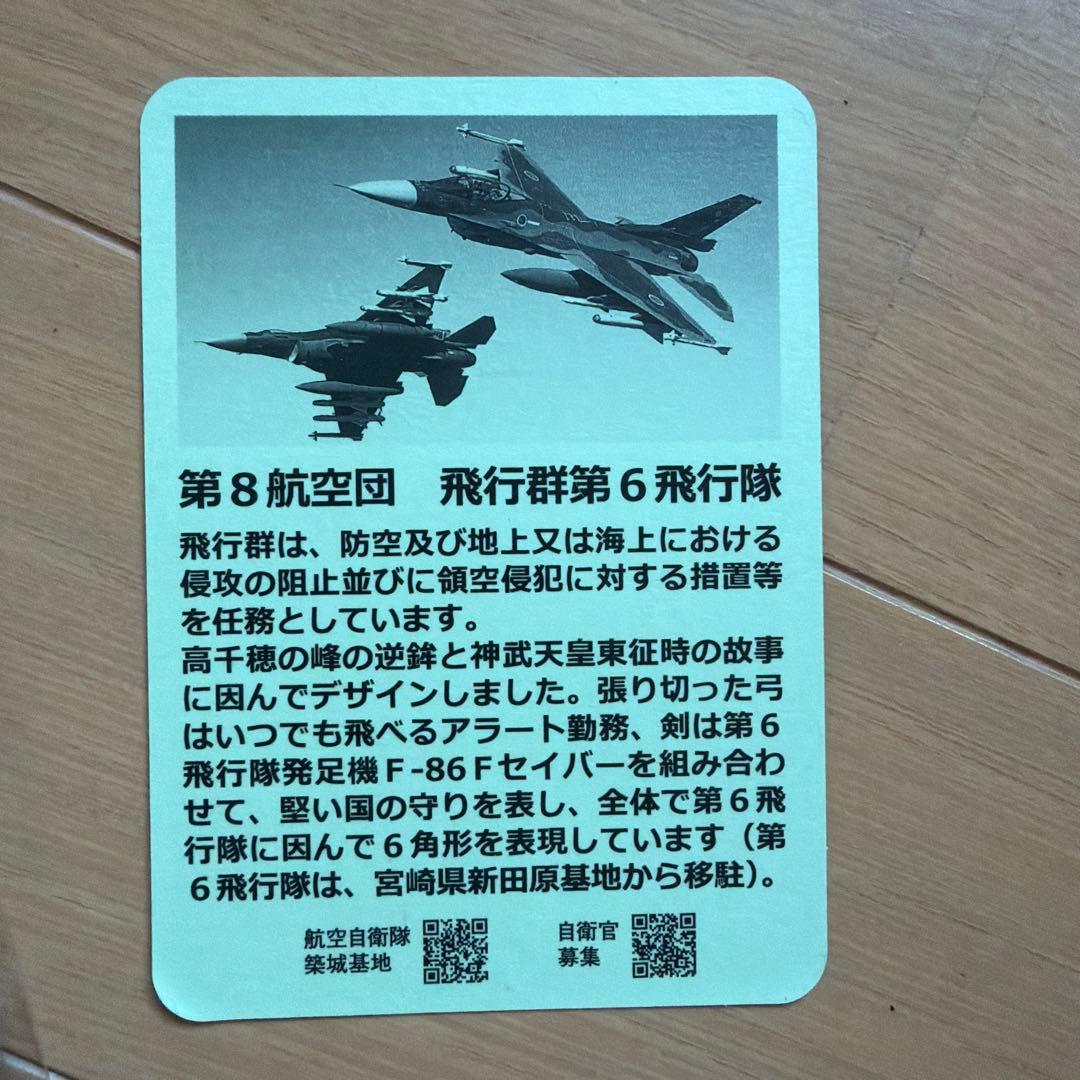 第８航空団　飛行群第６飛行隊
飛行群は、防空及び地上又は海上における
侵攻の阻止並びに領空侵犯に対する措置等
を任務としています。
高千穂の峰の逆鉾と神武天皇東征時の故事
に因んでデザインしました。張り切った弓
はいつでも飛べるアラート勤務、剣は第６
飛行隊発足機Ｆ-86Ｆセイバーを組み合わ
せて、堅い国の守りを表し、全体で第６飛
行隊に因んで６角形を表現しています（第
６飛行隊は、宮崎県新田原基地から移駐）。
航空自衛隊
築城基地
自衛官
募集